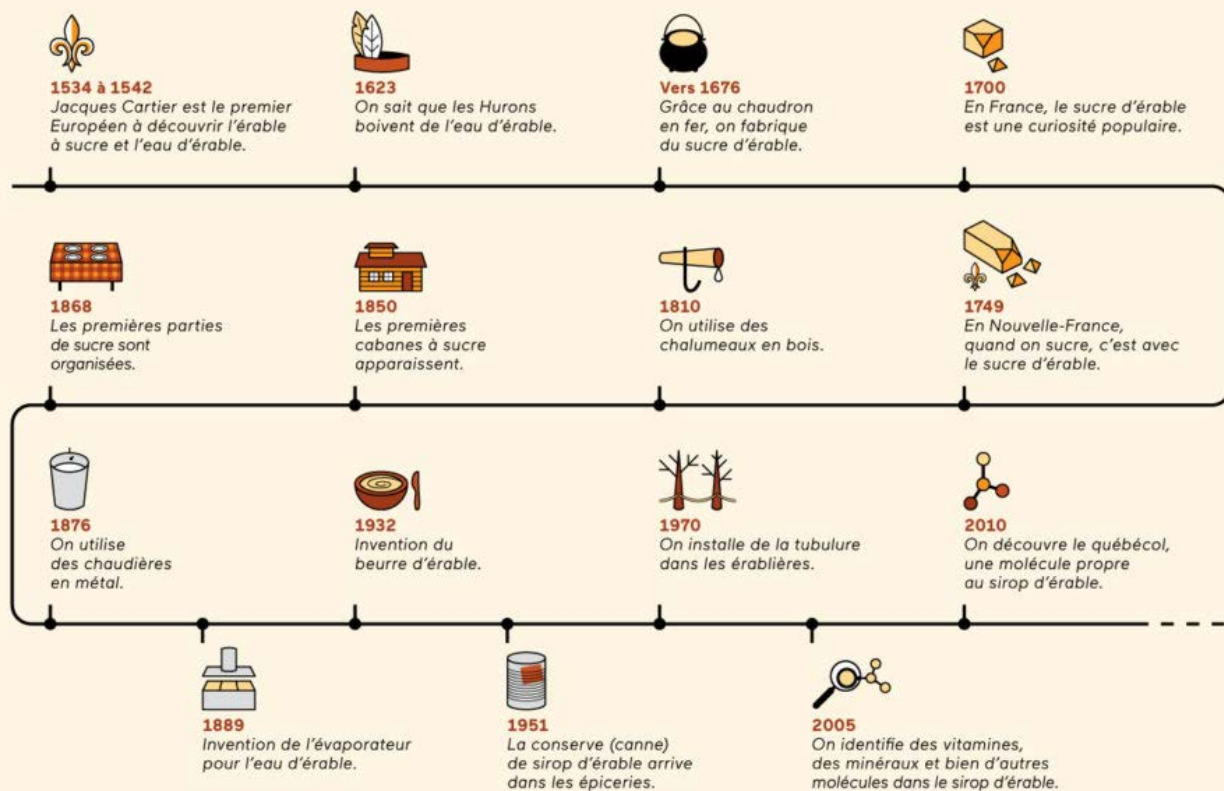 1534 à 1542
Jacques Cartier est le premier
Européen à découvrir l'érable
à sucre et l'eau d'érable.
1623
On sait que les Hurons
boivent de l'eau d'érable.
Vers 1676
Grâce au chaudron
en fer, on fabrique
du sucre d'érable.
1700
En France, le sucre d'érable
est une curiosité populaire.
1749
En Nouvelle-France,
quand on sucre, c'est avec
le sucre d'érable.
1810
On utilise des
chalumeaux en bois.
1850
Les premières
cabanes à sucre
apparaissent.
1868
Les premières parties
de sucre sont
organisées.
1876
On utilise
des chaudières
en métal.
1889
Invention de l'évaporateur
pour l'eau d'érable.
1932
Invention du
beurre d'érable.
1951
La conserve (canne)
de sirop d'érable arrive
dans les épiceries.
1970
On installe de la tubulure
dans les érablières.
2005
On identifie des vitamines,
des minéraux et bien d'autres
molécules dans le sirop d'érable.
2010
On découvre le québécol,
une molécule propre
au sirop d'érable.